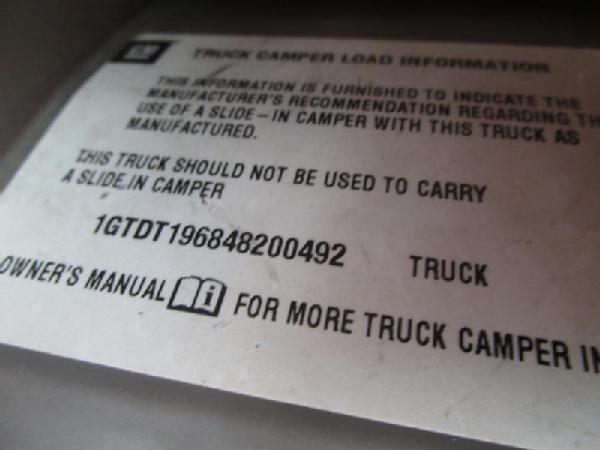 TRUCK CAMPER LOAD INFORMATION
THIS INFORMATION IS FURNISHED TO INDICATE THE
MANUFACTURER'S RECOMMENDATION REGARDING TH
USE OF A SLIDE-IN CAMPER WITH THIS TRUCK AS
MANUFACTURED.
THIS TRUCK SHOULD NOT BE USED TO CARRY
A SLIDE IN CAMPER
1GTDT196848200492 TRUCK
OWNER'S MANUAL FOR MORE TRUCK CAMPER IN